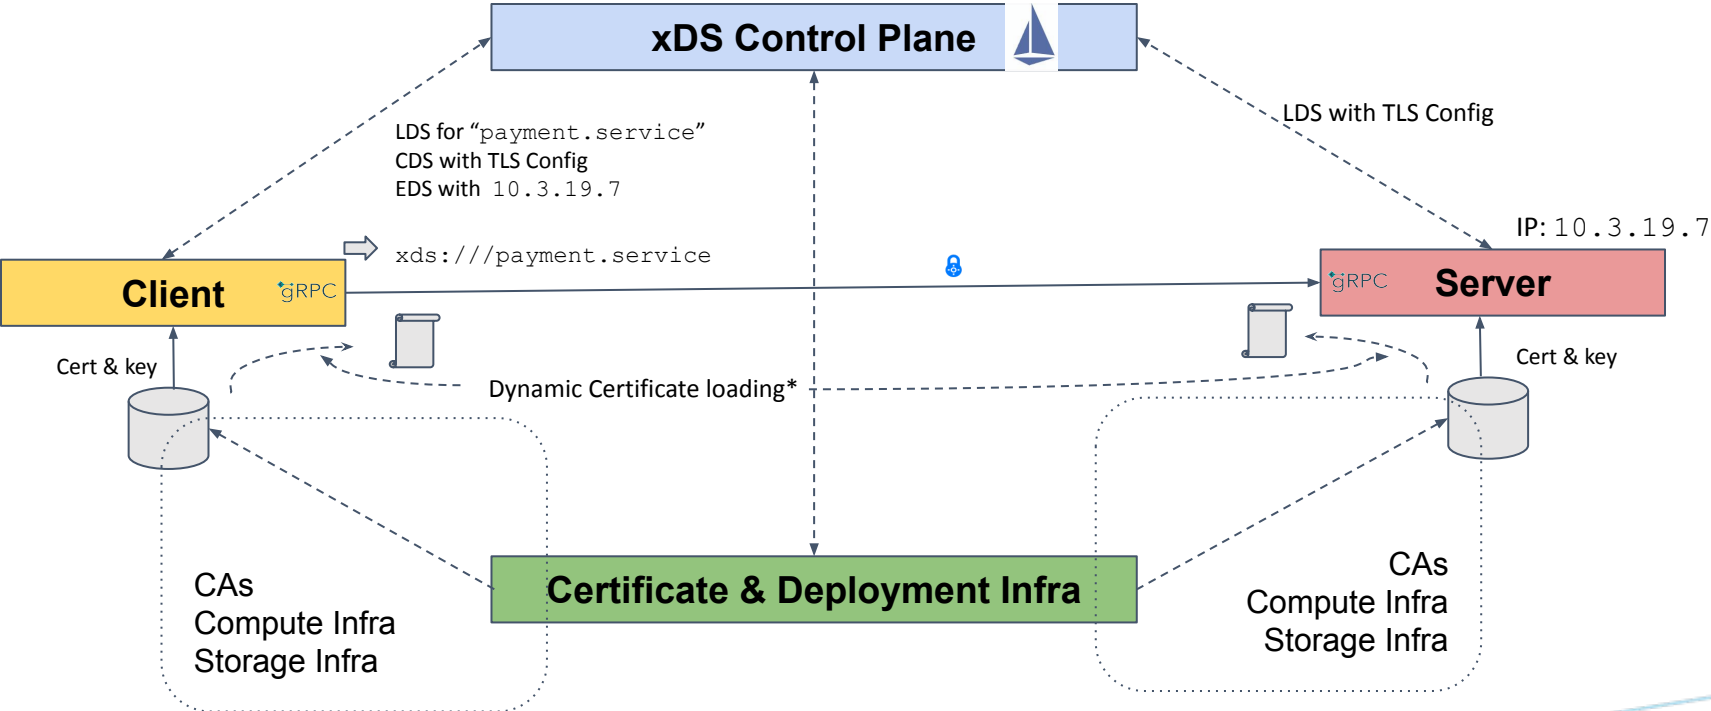 xDS Control Plane
LDS with TLS Config
LDS for “payment.service”
CDS with TLS Config
EDS with 10.3.19.7
IP: 10.3.19.7
xds:///payment.service
Client
gRPC
gRPC
Server
Cert & key
Cert & key
Dynamic Certificate loading*
CAs
Compute Infra
Storage Infra
Certificate & Deployment Infra
CAs
Compute Infra
Storage Infra